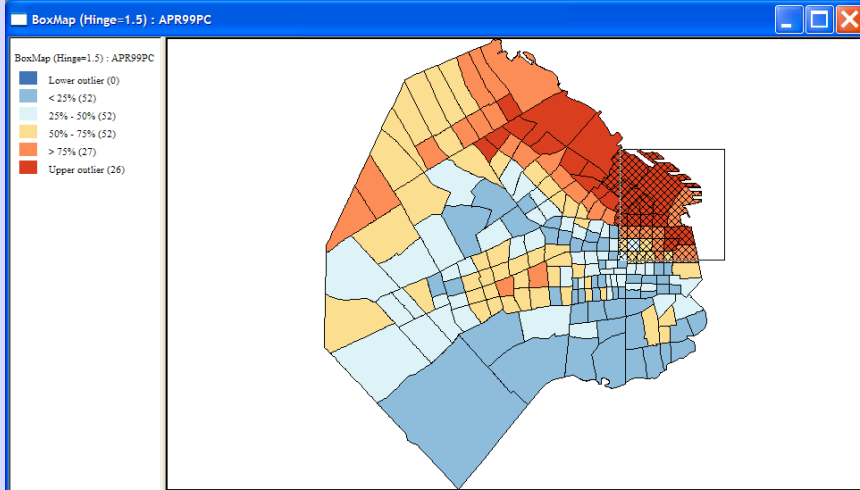 BoxMap (Hinge=1.5) : APR99PC
BoxMap (Hinge=1.5) : APR99PC
Lower outlier (0)
< 25% (52)
25% - 50% (52)
50% - 75% (52)
> 75% (27)
Upper outlier (26)